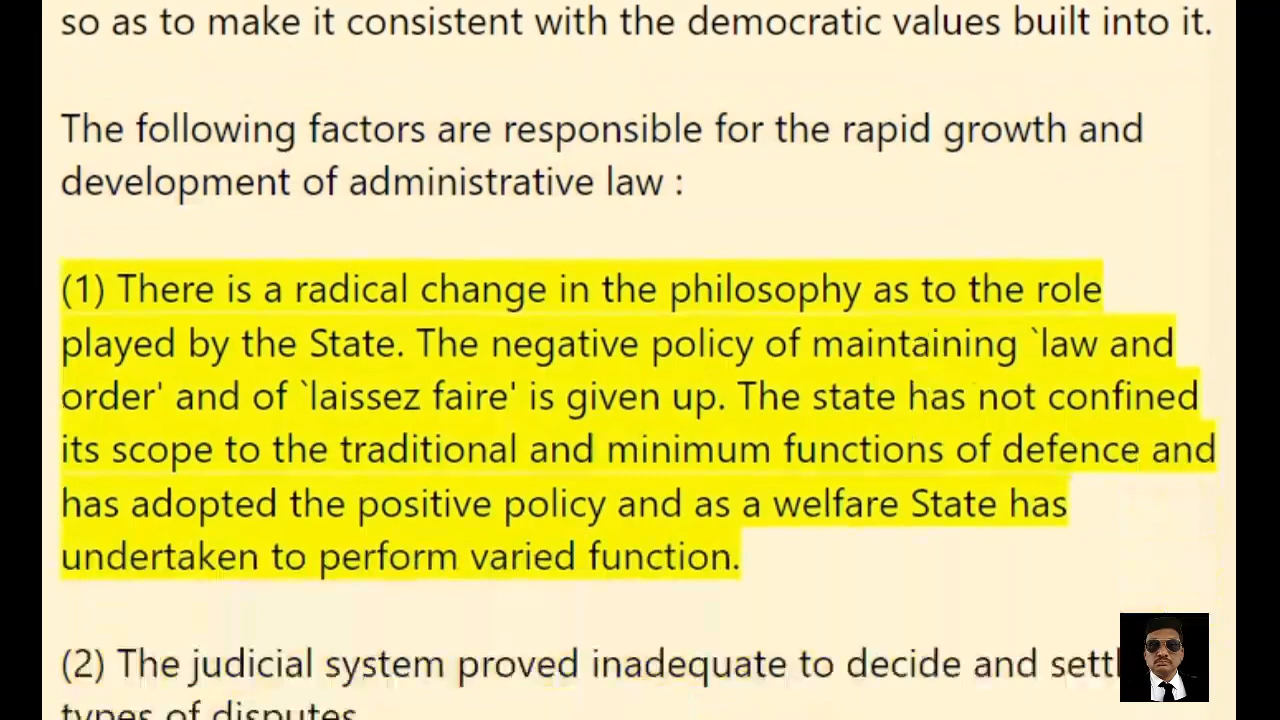 so as to make it consistent with the democratic values built into it.
The following factors are responsible for the rapid growth and
development of administrative law :
(1) There is a radical change in the philosophy as to the role
played by the State. The negative policy of maintaining `law and
order' and of `laissez faire' is given up. The state has not confined
its scope to the traditional and minimum functions of defence and
has adopted the positive policy and as a welfare State has
undertaken to perform varied function.
(2) The judicial system proved inadequate to decide and
types of disputes